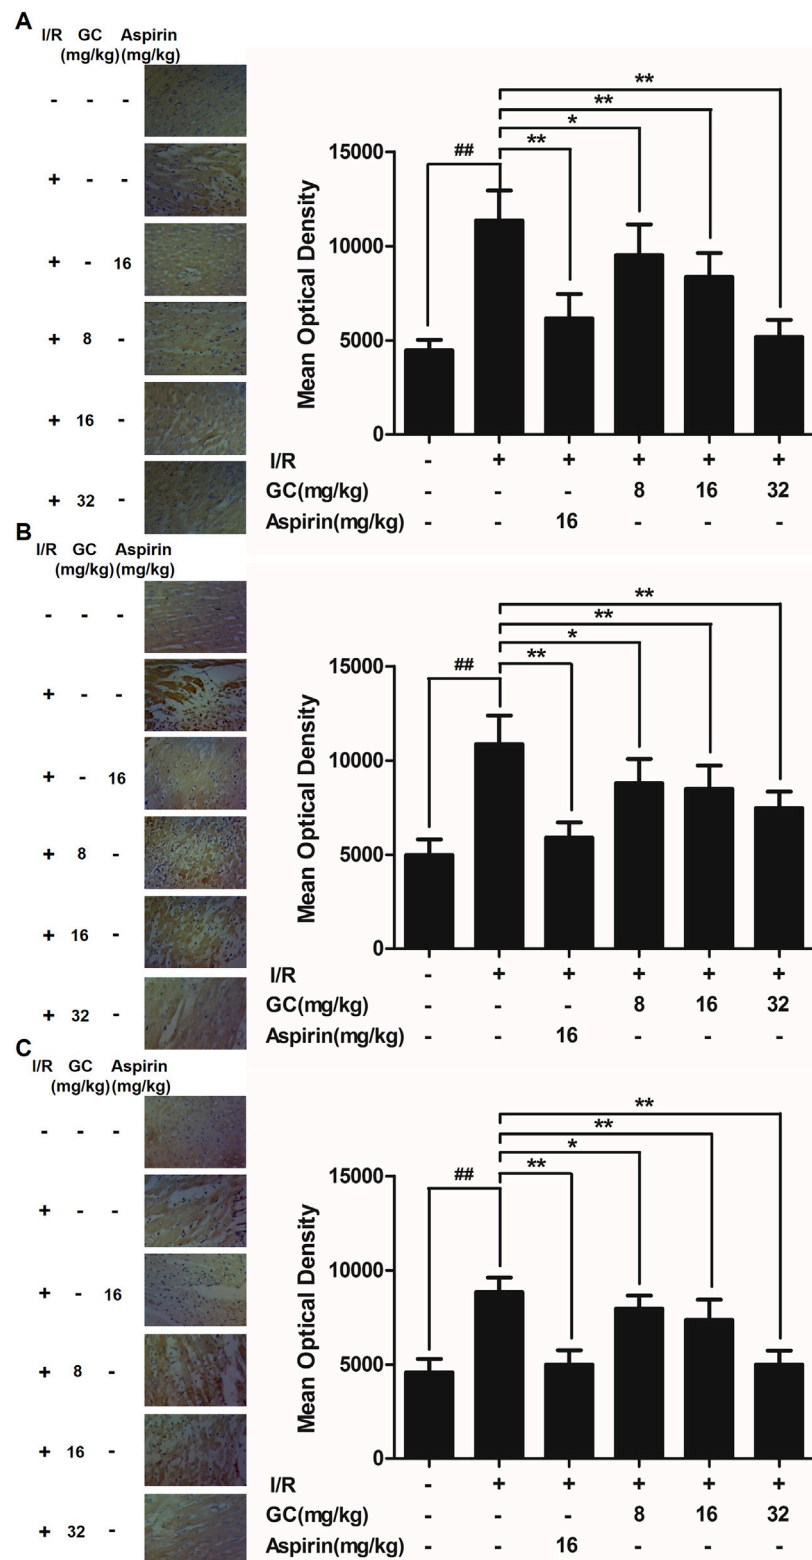 A
I/R GC Aspirin
(mg/kg)(mg/kg)
- - -
+ - -
+ - 16
+ 8 -
+ 16 -
+ 32 -
**
**
*
**
##
15000
10000
5000
0
Mean Optical Density
I/R - + + + + +
GC(mg/kg) - - - 8 16 32
Aspirin(mg/kg) - - 16 - - -
B
I/R GC Aspirin
(mg/kg)(mg/kg)
- - -
+ - -
+ - 16
+ 8 -
+ 16 -
+ 32 -
**
**
*
**
##
15000
10000
5000
0
Mean Optical Density
I/R - + + + + +
GC(mg/kg) - - - 8 16 32
Aspirin(mg/kg) - - 16 - - -
C
I/R GC Aspirin
(mg/kg)(mg/kg)
- - -
+ - -
+ - 16
+ 8 -
+ 16 -
+ 32 -
**
**
*
**
##
15000
10000
5000
0
Mean Optical Density
I/R - + + + + +
GC(mg/kg) - - - 8 16 32
Aspirin(mg/kg) - - 16 - - -